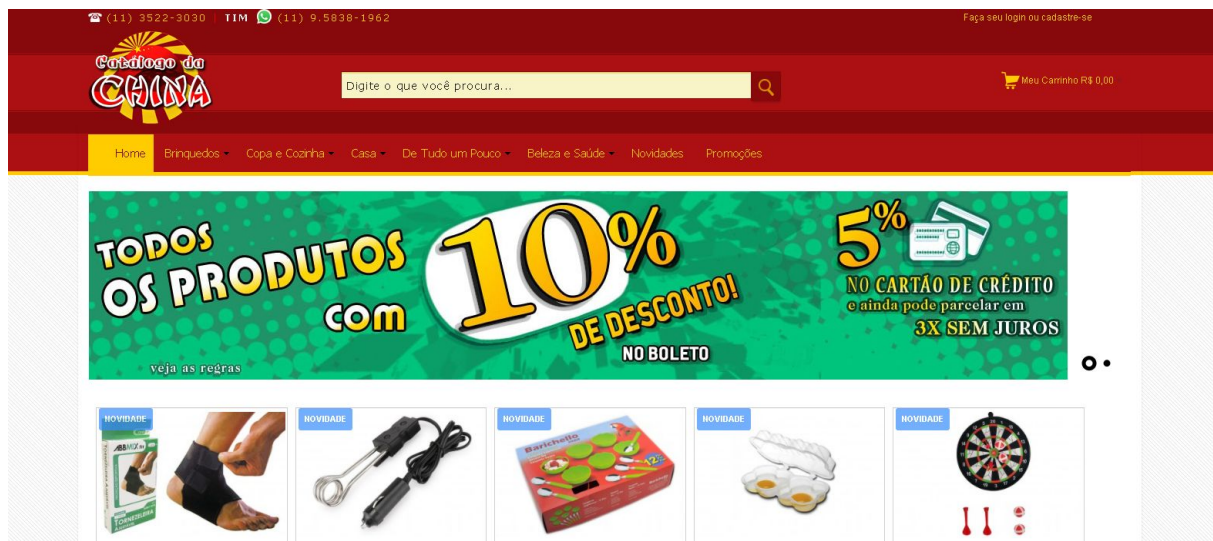 (11) 3522-3030 | TIM (11) 9.5838-1962
Faça seu login ou cadastre-se
Catálogo da
CHINA
Digite o que você procura...
Meu Carrinho R$ 0,00
Home Brinquedos Copa e Cozinha Casa De Tudo um Pouco Beleza e Saúde Novidades Promoções
TODOS
OS PRODUTOS
COM
10%
DE DESCONTO!
NO BOLETO
veja as regras
5%
NO CARTÃO DE CRÉDITO
e ainda pode parcelar em
3X SEM JUROS
NOVIDADE
NOVIDADE
NOVIDADE
NOVIDADE
NOVIDADE
TORNOZELEIRA
Barichello
12